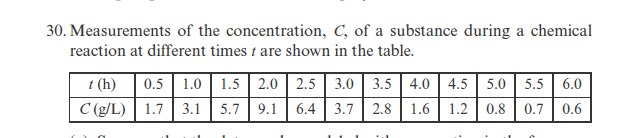 30. Measurements of the concentration, C, of a substance during a chemical
reaction at different times t are shown in the table.
t (h) 0.5 1.0 1.5 2.0 2.5 3.0 3.5 4.0 4.5 5.0 5.5 6.0
C (g/L) 1.7 3.1 5.7 9.1 6.4 3.7 2.8 1.6 1.2 0.8 0.7 0.6